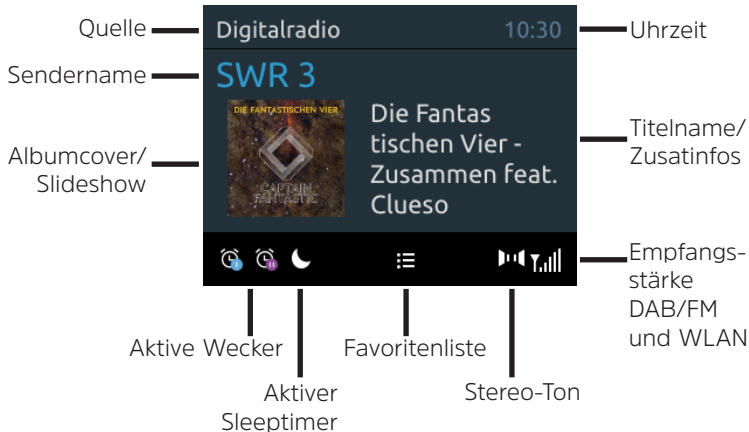 Quelle
Digitalradio
10:30
Uhrzeit
Sendername
SWR 3
Albumcover/
Slideshow
DIE FANTASTISCHEN VIER
CAPTAIN
FANTASTIC
Die Fantas
tischen Vier -
Zusammen feat.
Clueso
Titelname/
Zusatinfos
Empfangs-
stärke
DAB/FM
und WLAN
Aktive Wecker
Favoritenliste
Aktiver
Sleeptimer
Stereo-Ton